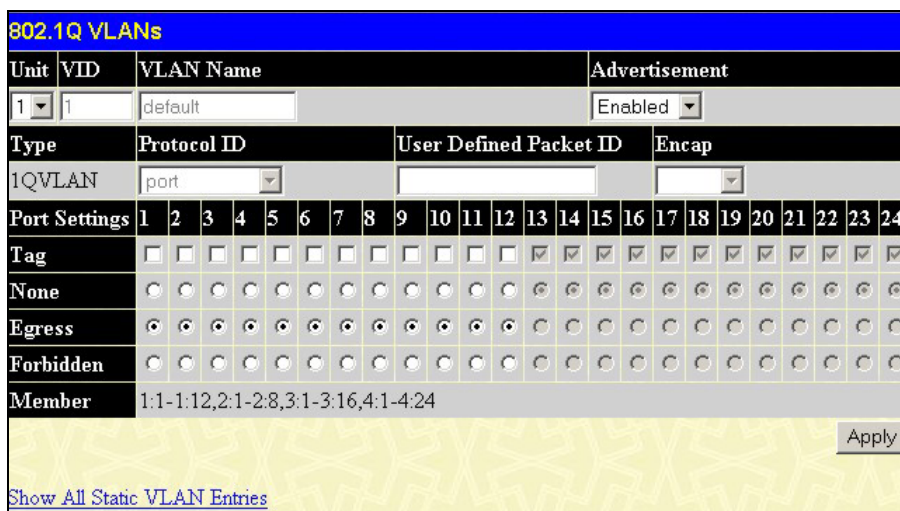 802.1Q VLANs
Unit VID VLAN Name Advertisement
1 1 default Enabled
Type Protocol ID User Defined Packet ID Encap
1QVLAN port
Port Settings 1 2 3 4 5 6 7 8 9 10 11 12 13 14 15 16 17 18 19 20 21 22 23 24
Tag
None
Egress
Forbidden
Member 1:1-1:12,2:1-2:8,3:1-3:16,4:1-4:24
Apply
Show All Static VLAN Entries